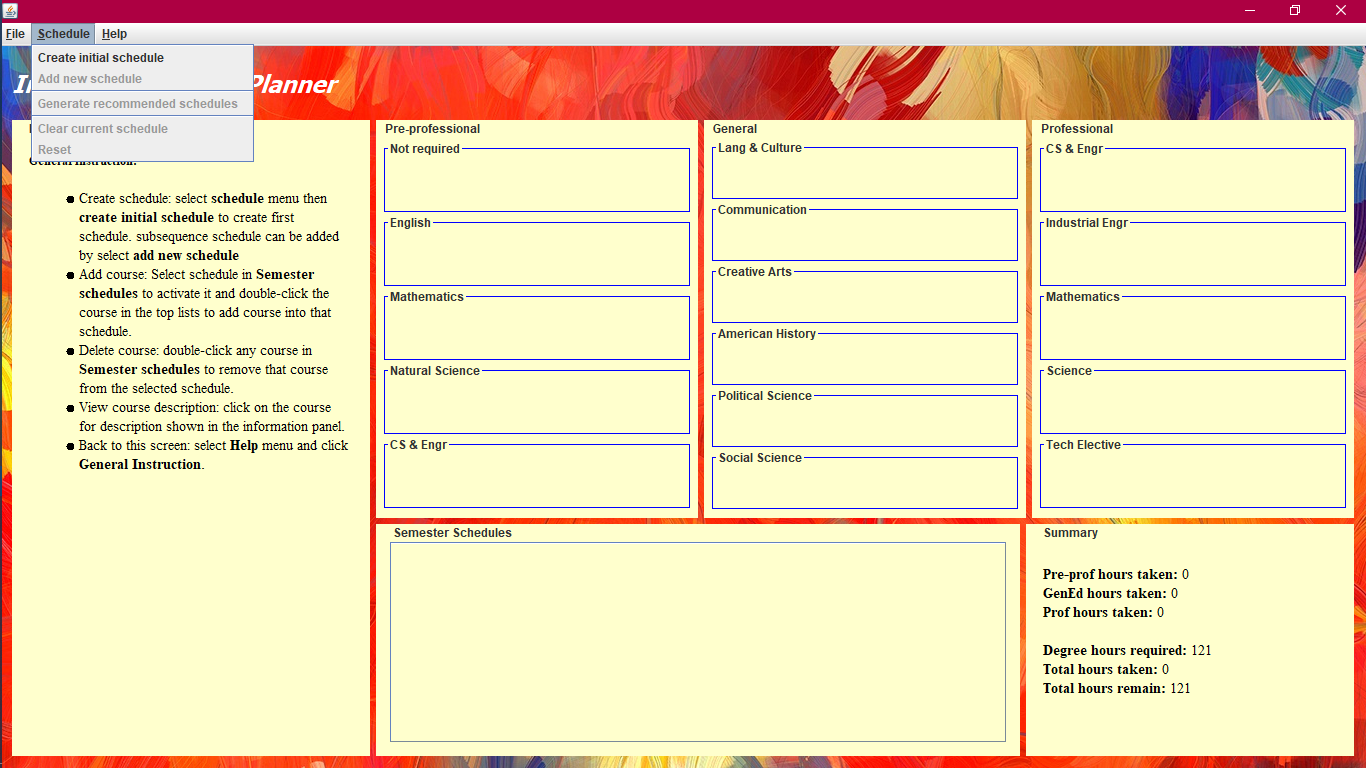 File Schedule Help
Create initial schedule
Add new schedule
Generate recommended schedules
Clear current schedule
Reset
Planner
General Instruction:
Create schedule: select schedule menu then
create initial schedule to create first
schedule. subsequence schedule can be added
by select add new schedule
Add course: Select schedule in Semester
schedules to activate it and double-click the
course in the top lists to add course into that
schedule.
Delete course: double-click any course in
Semester schedules to remove that course
from the selected schedule.
View course description: click on the course
for description shown in the information panel.
Back to this screen: select Help menu and click
General Instruction.
Pre-professional
Not required
English
Mathematics
Natural Science
CS & Engr
General
Lang & Culture
Communication
Creative Arts
American History
Political Science
Social Science
Professional
CS & Engr
Industrial Engr
Mathematics
Science
Tech Elective
Semester Schedules
Summary
Pre-prof hours taken: 0
GenEd hours taken: 0
Prof hours taken: 0
Degree hours required: 121
Total hours taken: 0
Total hours remain: 121